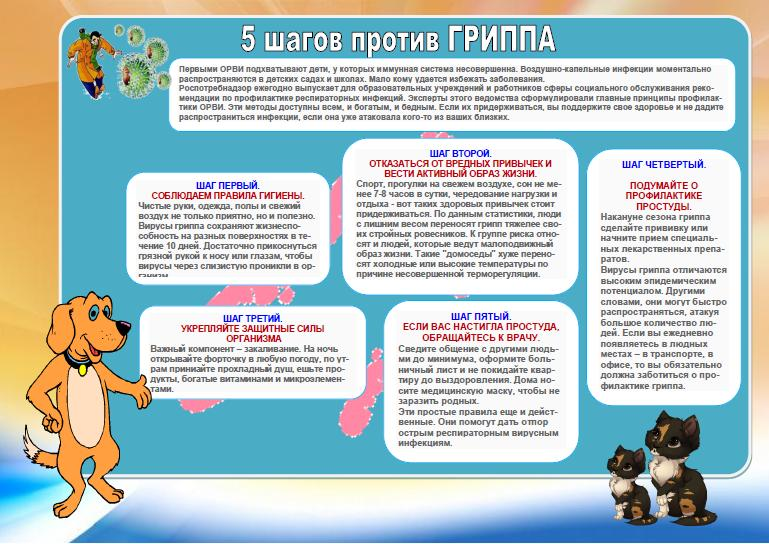 5 шагов против ГРИППА
Первыми ОРВИ подхватывают дети, у которых иммунная система несовершенна. Воздушно-капельные инфекции моментально
распространяются в детских садах и школах. Мало кому удается избежать заболевания.
Роспотребнадзор ежегодно выпускает для образовательных учреждений и работников сферы социального обслуживания реко-
мендации по профилактике респираторных инфекций. Эксперты этого ведомства сформулировали главные принципы профилак-
тики ОРВИ. Эти методы доступны всем, и богатым, и бедным. Если их придерживаться, вы поддержите свое здоровье и не дадите
распространиться инфекции, если она уже атаковала кого-то из ваших близких.
ШАГ ПЕРВЫЙ.
СОБЛЮДАЕМ ПРАВИЛА ГИГИЕНЫ.
Чистые руки, одежда, полы и свежий
воздух не только приятно, но и полезно.
Вирусы гриппа сохраняют жизнеспо-
собность на разных поверхностях в те-
чение 10 дней. Достаточно прикоснуться
грязной рукой к носу или глазам, чтобы
вирусы через слизистую проникли в ор-
ганизм.
ШАГ ВТОРОЙ.
ОТКАЗАТЬСЯ ОТ ВРЕДНЫХ ПРИВЫЧЕК И
ВЕСТИ АКТИВНЫЙ ОБРАЗ ЖИЗНИ.
Спорт, прогулки на свежем воздухе, сон не ме-
нее 7-8 часов в сутки, чередование нагрузки и
отдыха - вот таких здоровых привычек стоит
придерживаться. По данным статистики, люди
с лишним весом переносят грипп тяжелее сво-
их стройных ровесников. К группе риска отно-
сят и людей, которые ведут малоподвижный
образ жизни. Такие "домоседы" хуже перено-
сят холодные или высокие температуры по
причине несовершенной терморегуляции.
ШАГ ТРЕТИЙ.
УКРЕПЛЯЙТЕ ЗАЩИТНЫЕ СИЛЫ
ОРГАНИЗМА
Важный компонент – закаливание. На ночь
открывайте форточку в любую погоду, по ут-
рам принимайте прохладный душ, ешьте про-
дукты, богатые витаминами и микроэлемен-
тами.
ШАГ ЧЕТВЕРТЫЙ.
ПОДУМАЙТЕ О
ПРОФИЛАКТИКЕ
ПРОСТУДЫ.
Накануне сезона гриппа
сделайте прививку или
начните прием специаль-
ных лекарственных препа-
ратов.
Вирусы гриппа отличаются
высоким эпидемическим
потенциалом. Другими
словами, они могут быстро
распространяться, атакуя
большое количество лю-
дей. Если вы ежедневно
появляетесь в людных
местах – в транспорте, в
офисе, то вы обязательно
должна заботиться о про-
филактике гриппа.
ШАГ ПЯТЫЙ.
ЕСЛИ ВАС НАСТИГЛА ПРОСТУДА,
ОБРАЩАЙТЕСЬ К ВРАЧУ.
Сведите общение с другими людь-
ми до минимума, оформите боль-
ничный лист и не покидайте квар-
тиру до выздоровления. Дома но-
сите медицинскую маску, чтобы не
заразить родных.
Эти простые правила еще и дейст-
венные. Они помогут дать отпор
острым респираторным вирусным
инфекциям.